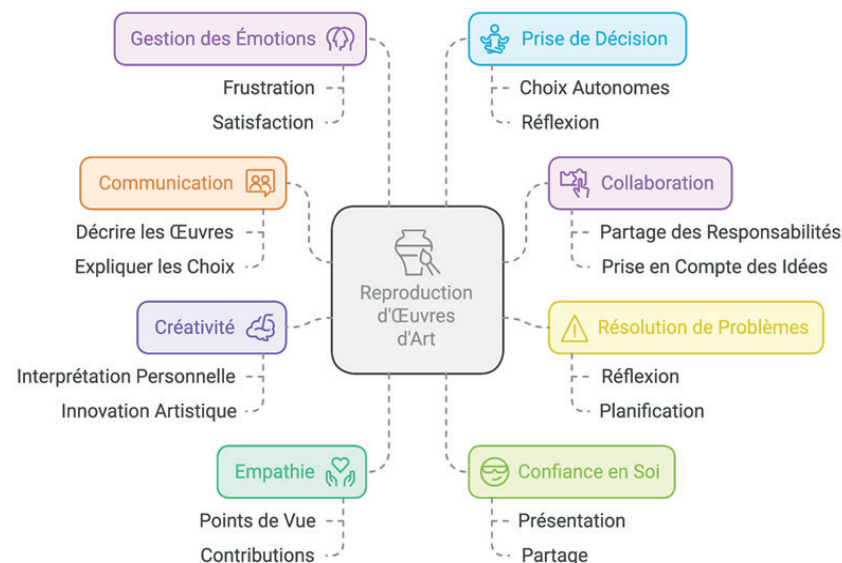 Gestion des Émotions
Frustration
Satisfaction
Communication
Décrire les Œuvres
Expliquer les Choix
Créativité
Interprétation Personnelle
Innovation Artistique
Empathie
Points de Vue
Contributions
Reproduction
d'Œuvres
d'Art
Prise de Décision
Choix Autonomes
Réflexion
Collaboration
Partage des Responsabilités
Prise en Compte des Idées
Résolution de Problèmes
Réflexion
Planification
Confiance en Soi
Présentation
Partage